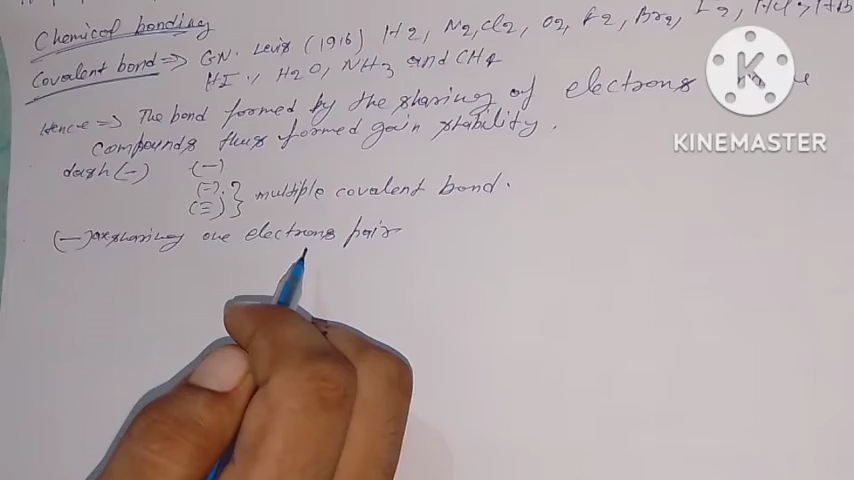 Chemical bonding
Covalent bond => G.N. Lewis (1916) H2, N2, Cl2, O2, F2, Br2, I2, HCl,
HI, H2O, NH3 and CH4
Hence => The bond formed by the sharing of electrons
compounds thus formed gain stability.
dash (-) (-)
(=)
(≡) } multiple covalent bond.
(—) sharing one electrons pair
KINEMASTER